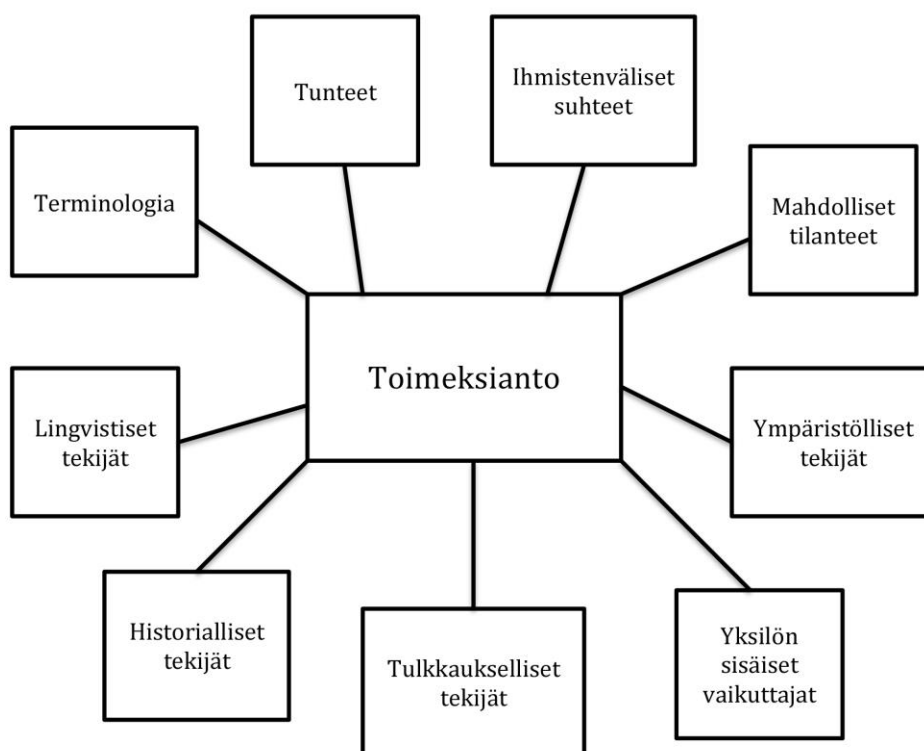 Tunteet
Ihmistenväliset
suhteet
Terminologia
Mahdolliset
tilanteet
Toimeksianto
Lingvistiset
tekijät
Ympäristölliset
tekijät
Historialliset
tekijät
Tulkkaukselliset
tekijät
Yksilön
sisäiset
vaikuttajat